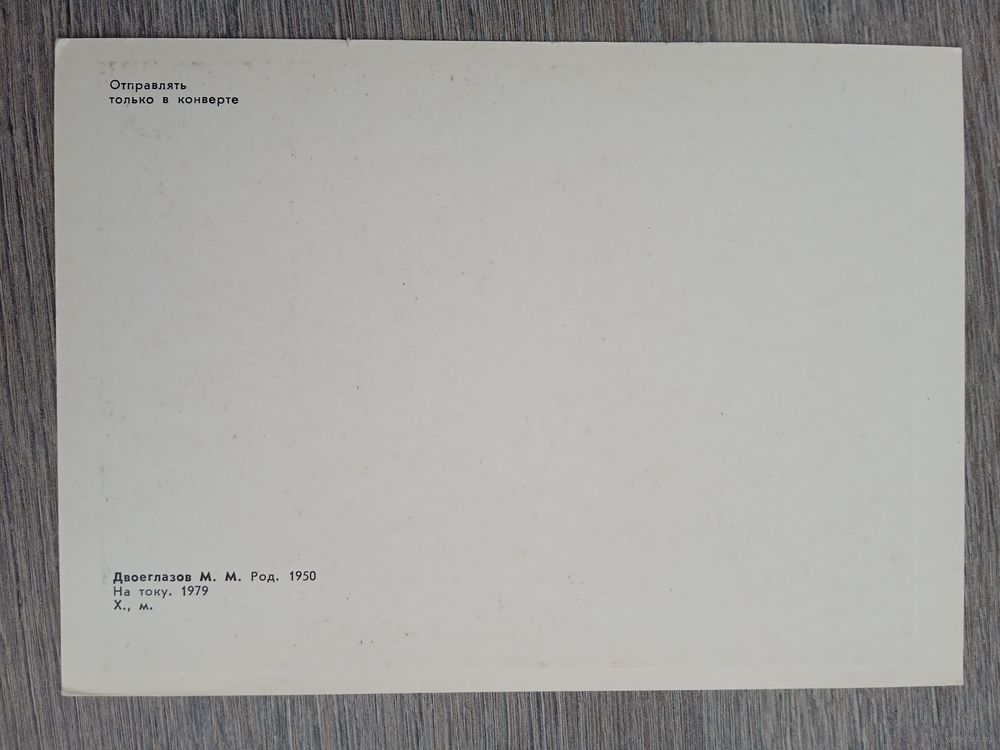 Отправлять
только в конверте
Двоеглазов М. М. Род. 1950
На току. 1979
Х., м.